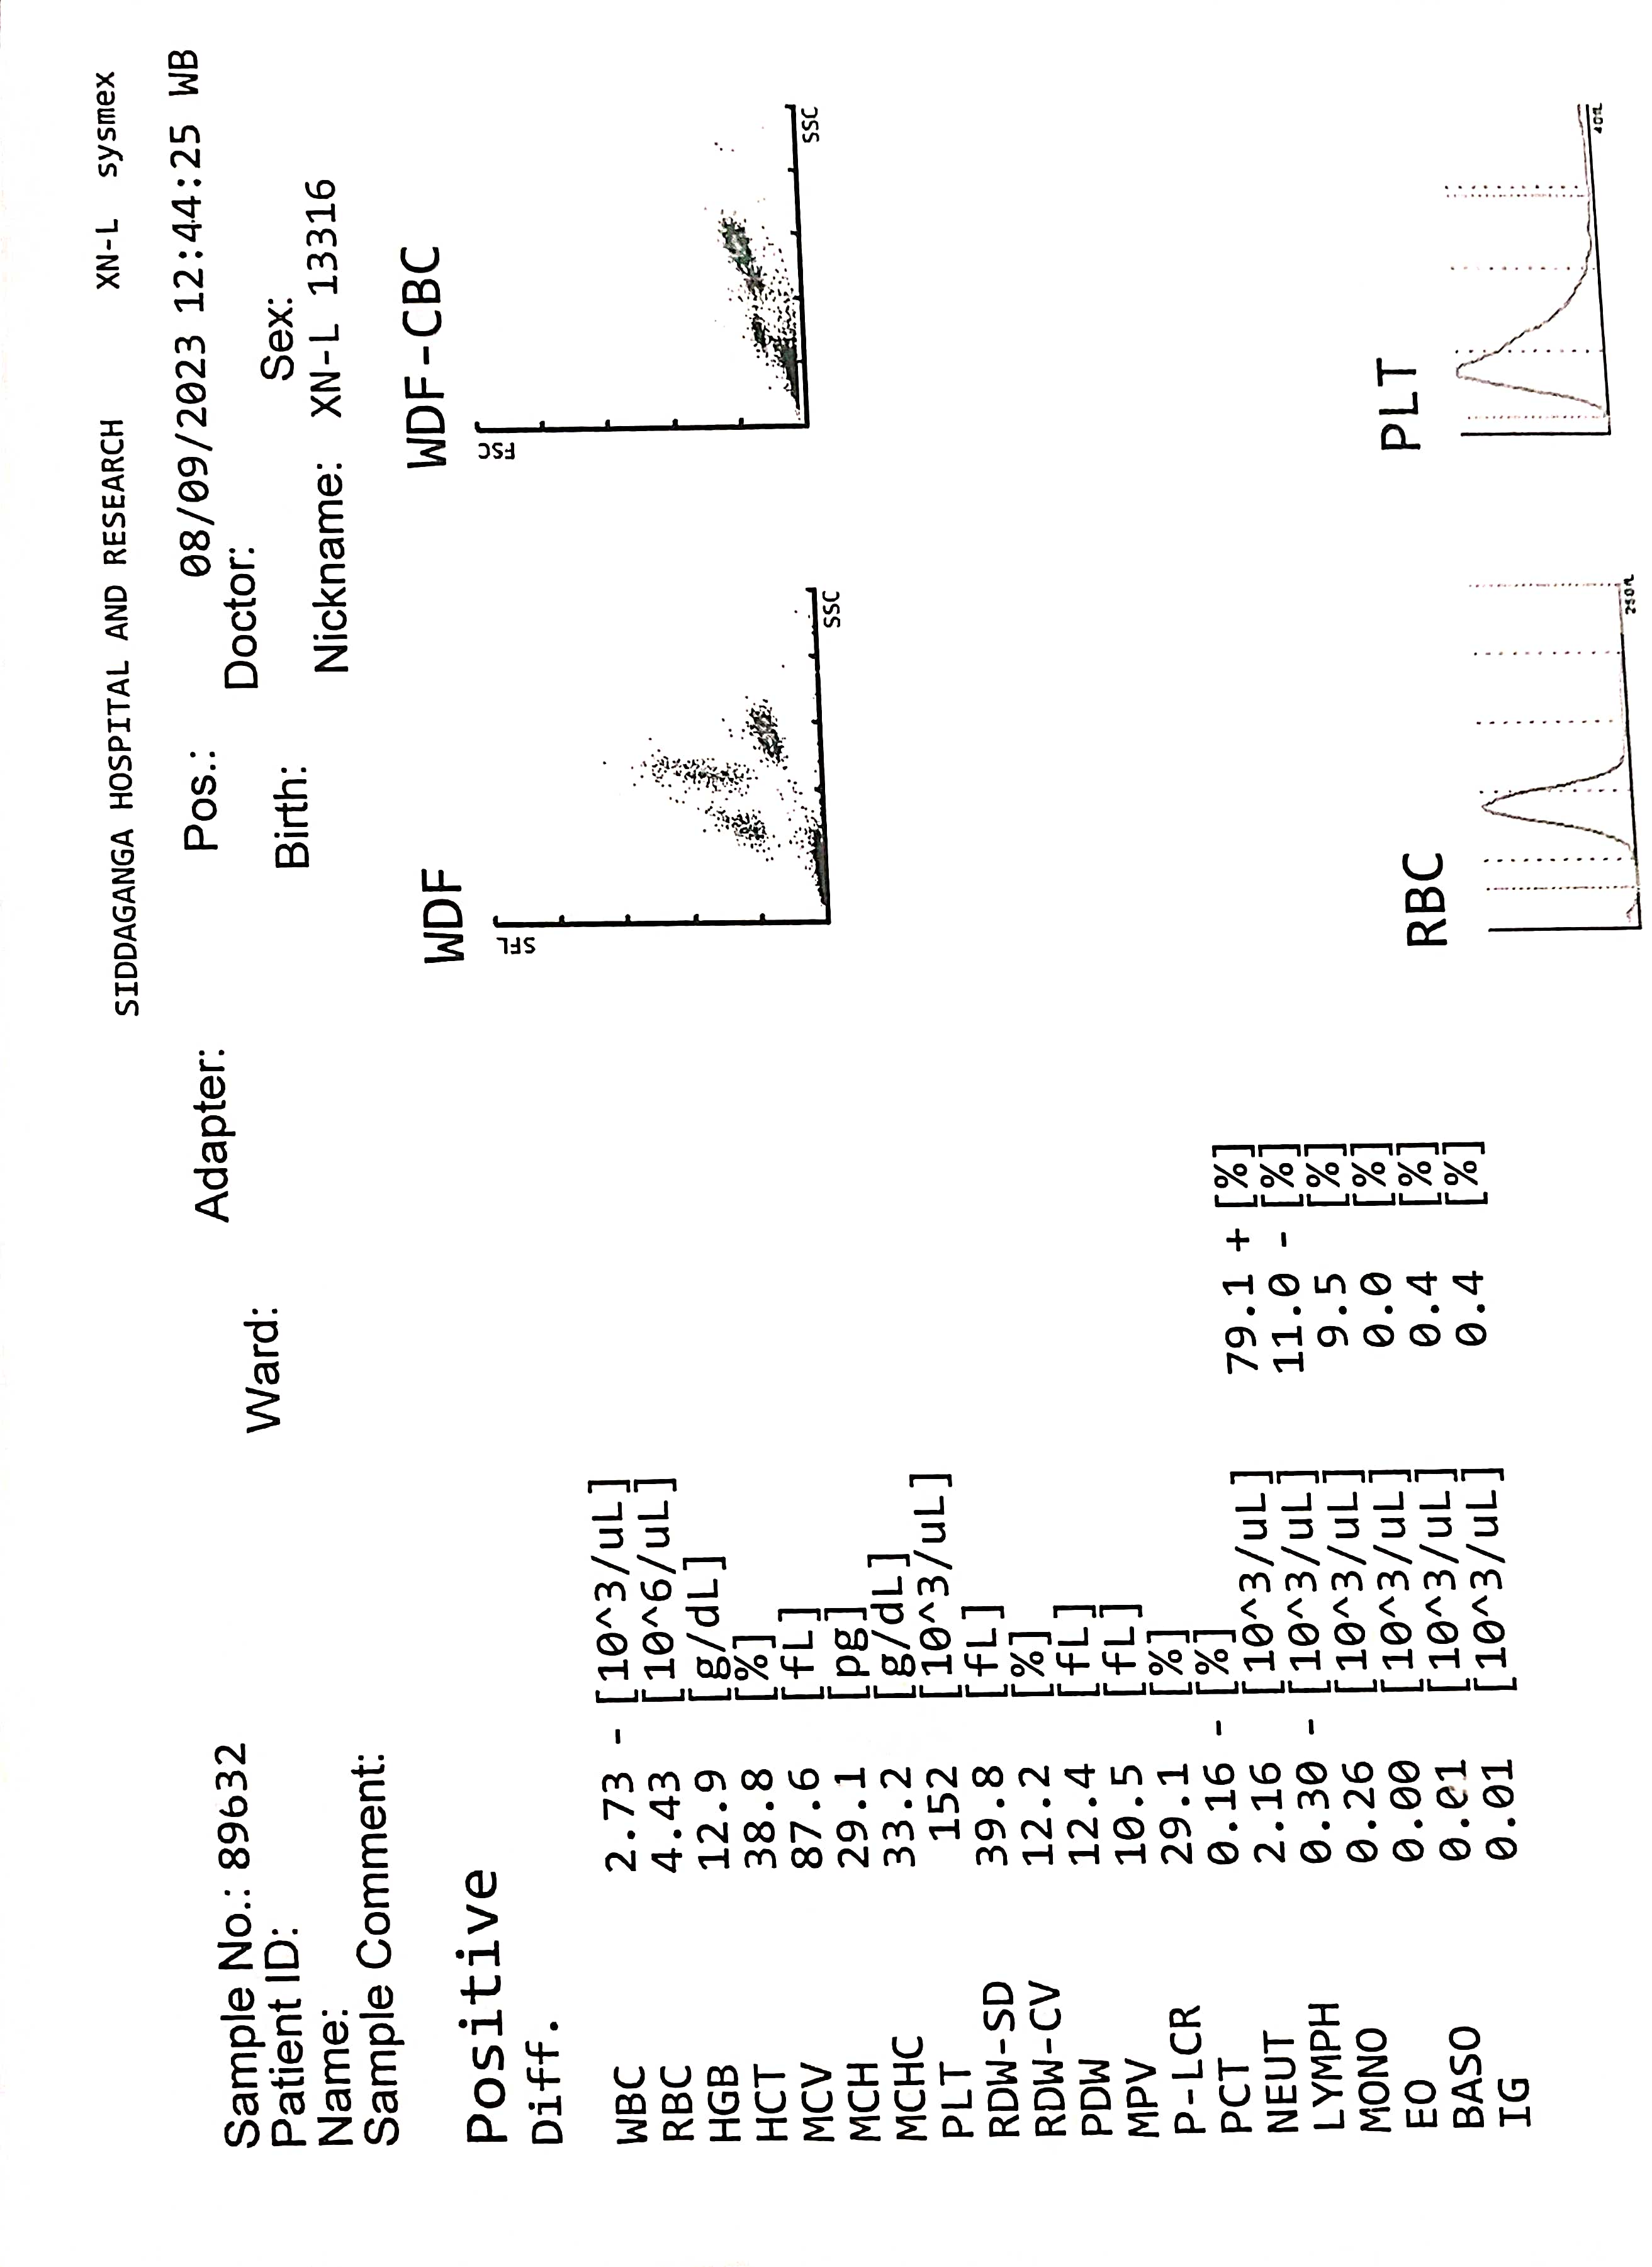 SIDDAGANGA HOSPITAL AND RESEARCH XN-L sysmex
Sample No.: 89632 Adapter: Pos.: 08/09/2023 12:44:25 WB
Patient ID: Ward: Doctor:
Name: Birth: Sex:
Sample Comment: Nickname: XN-L 13316
Positive
Diff.
WDF WDF-CBC
SFL FSC
SSC SSC
WBC 2.73 - [10^3/uL]
RBC 4.43 [10^6/uL]
HGB 12.9 [g/dL]
HCT 38.8 [%]
MCV 87.6 [fL]
MCH 29.1 [pg]
MCHC 33.2 [g/dL]
PLT 152 [10^3/uL]
RDW-SD 39.8 [fL]
RDW-CV 12.2 [%]
PDW 12.4 [fL]
MPV 10.5 [fL]
P-LCR 29.1 [%]
PCT 0.16 - [%]
NEUT 2.16 [10^3/uL] 79.1 + [%]
LYMPH 0.30 - [10^3/uL] 11.0 - [%]
MONO 0.26 [10^3/uL] 9.5 [%]
EO 0.00 [10^3/uL] 0.0 [%]
BASO 0.01 [10^3/uL] 0.4 [%]
IG 0.01 [10^3/uL] 0.4 [%]
RBC PLT
250fL 40fL